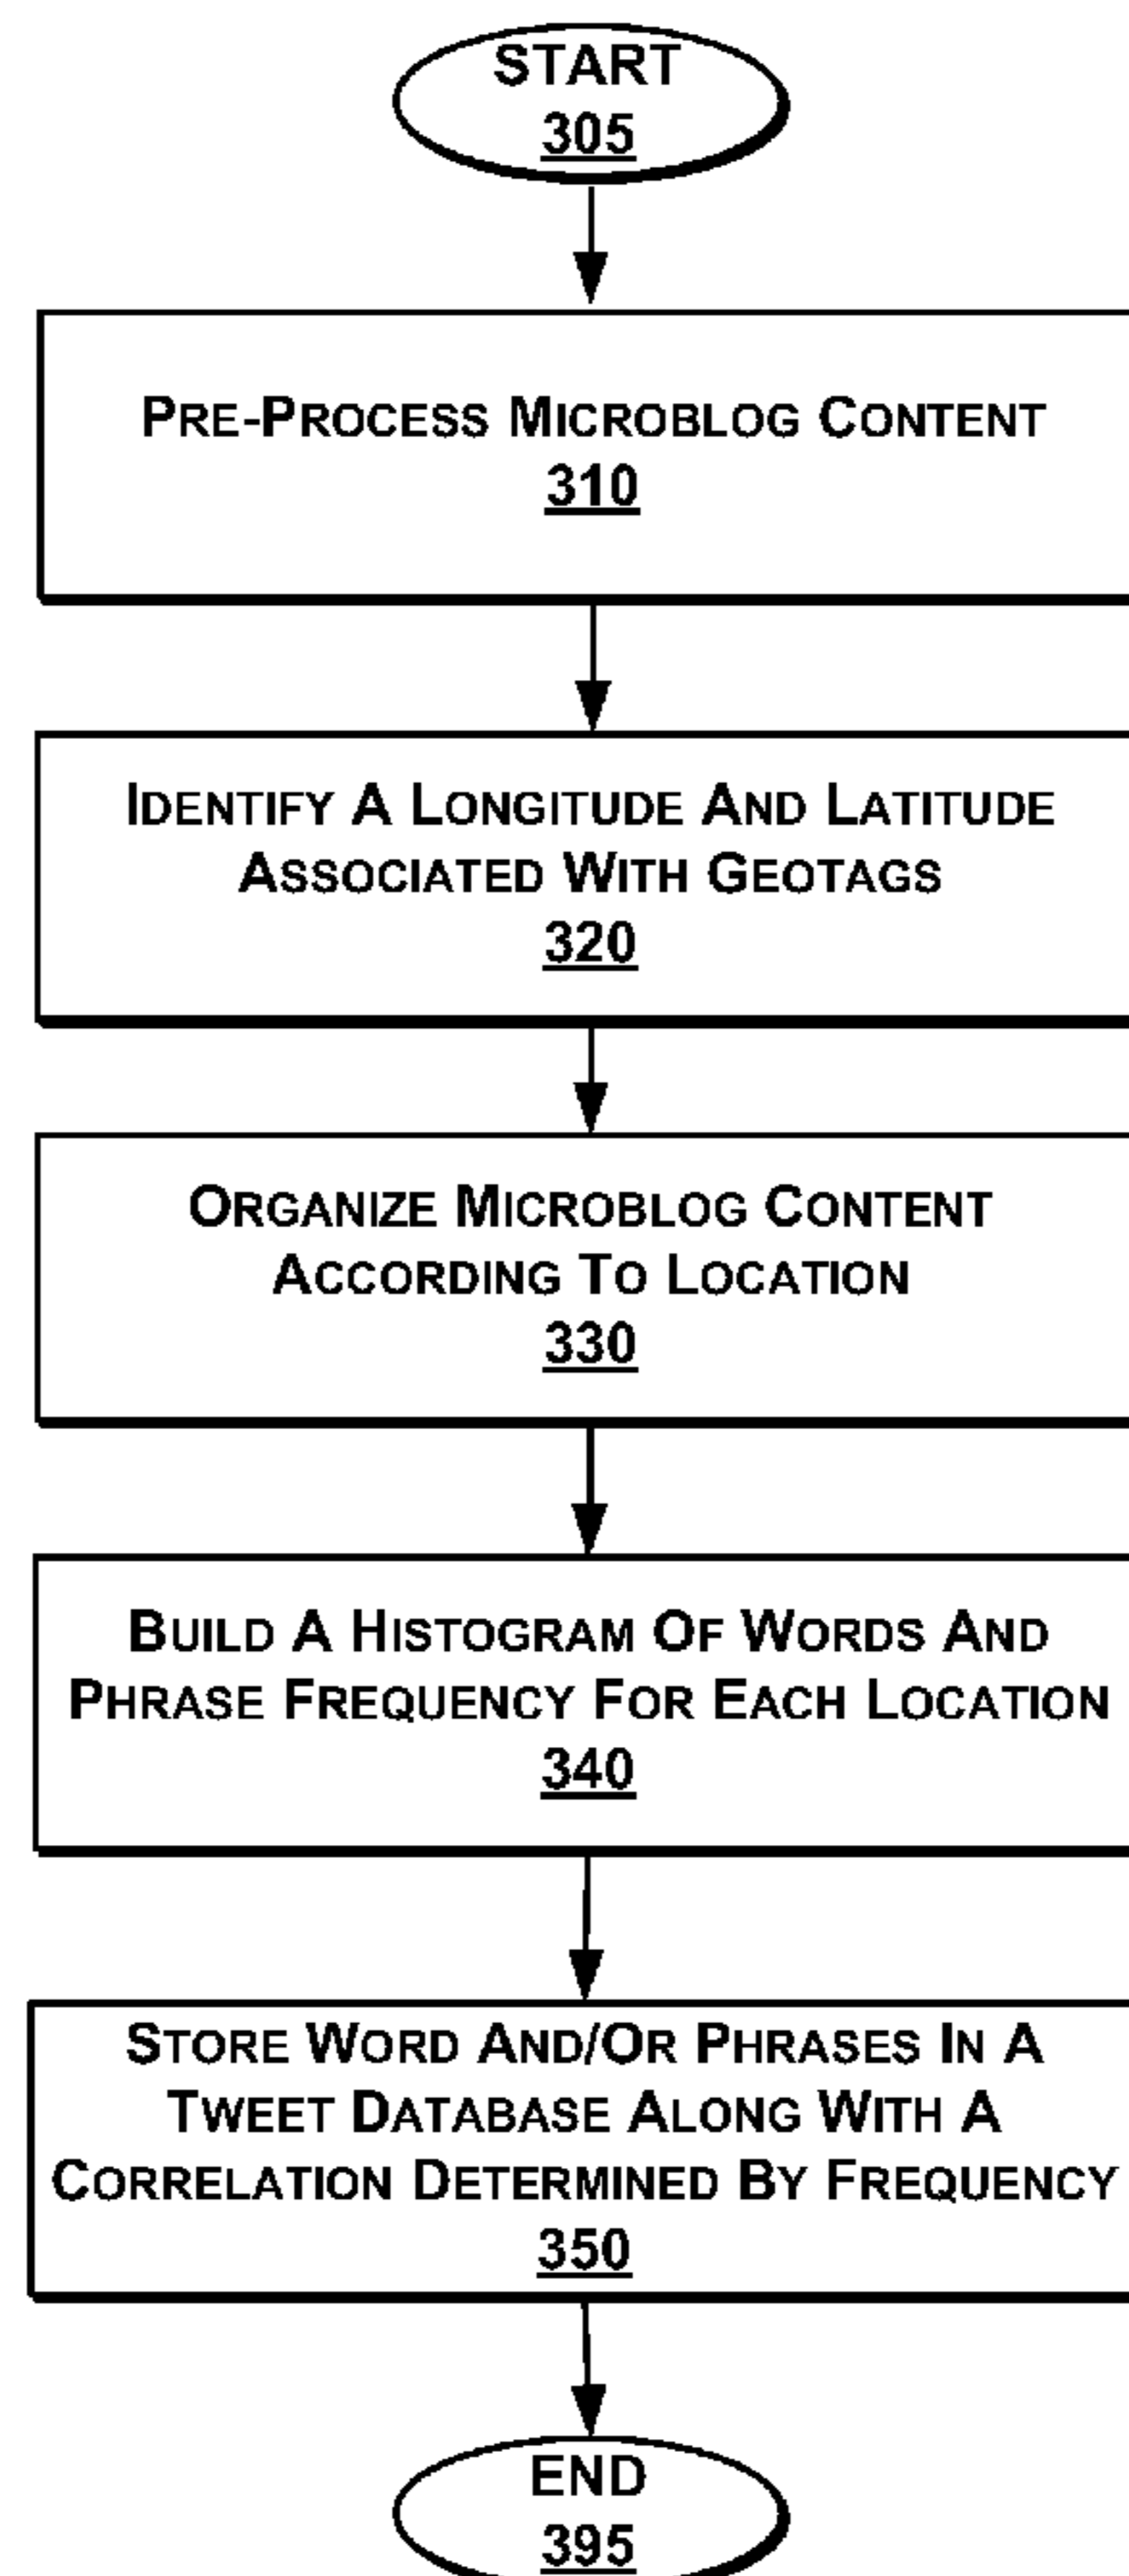 START
305
PRE-PROCESS MICROBLOG CONTENT
310
IDENTIFY A LONGITUDE AND LATITUDE
ASSOCIATED WITH GEOTAGS
320
ORGANIZE MICROBLOG CONTENT
ACCORDING TO LOCATION
330
BUILD A HISTOGRAM OF WORDS AND
PHRASE FREQUENCY FOR EACH LOCATION
340
STORE WORD AND/OR PHRASES IN A
TWEET DATABASE ALONG WITH A
CORRELATION DETERMINED BY FREQUENCY
350
END
395